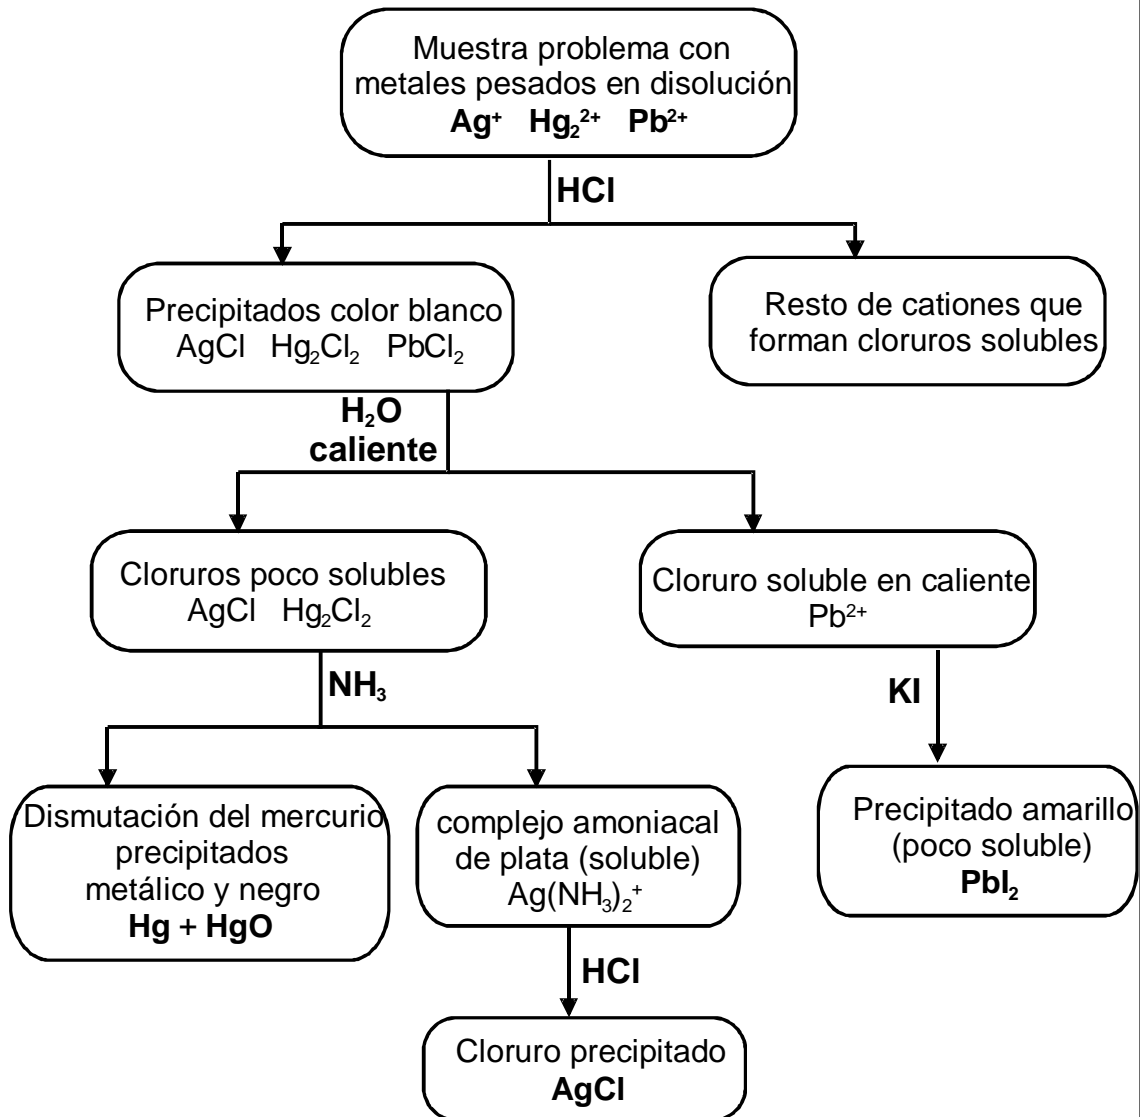 Muestra problema con
metales pesados en disolución
Ag⁺ Hg₂²⁺ Pb²⁺
HCl
Precipitados color blanco
AgCl Hg₂Cl₂ PbCl₂
Resto de cationes que
forman cloruros solubles
H₂O
caliente
Cloruros poco solubles
AgCl Hg₂Cl₂
Cloruro soluble en caliente
Pb²⁺
NH₃
KI
Dismutación del mercurio
precipitados
metálico y negro
Hg + HgO
complejo amoniacal
de plata (soluble)
Ag(NH₃)₂⁺
Precipitado amarillo
(poco soluble)
PbI₂
HCl
Cloruro precipitado
AgCl